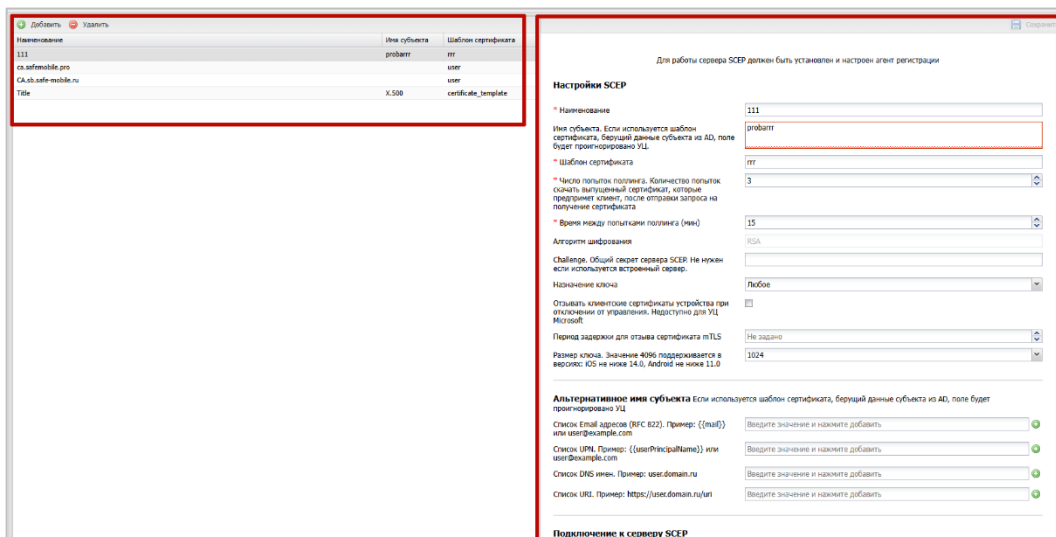 Добавить Удалить
Наименование Имя субъекта Шаблон сертификата
111 probarrr rrr
ca.safemobile.pro user
CA.sb.safe-mobile.ru user
Title X.500 certificate_template
Сохранить
Для работы сервера SCEP должен быть установлен и настроен агент регистрации
Настройки SCEP
* Наименование 111
Имя субъекта. Если используется шаблон
сертификата, берущий данные субъекта из AD, поле
будет проигнорировано УЦ.
probarrr
* Шаблон сертификата rrr
* Число попыток поллинга. Количество попыток
скачать выпущенный сертификат, которые
предпримет клиент, после отправки запроса на
получение сертификата
3
* Время между попытками поллинга (мин) 15
Алгоритм шифрования RSA
Challenge. Общий секрет сервера SCEP. Не нужен
если используется встроенный сервер.
Назначение ключа Любое
Отзывать клиентские сертификаты устройства при
отключении от управления. Недоступно для УЦ
Microsoft
Период задержки для отзыва сертификата mTLS Не задано
Размер ключа. Значение 4096 поддерживается в
версиях: iOS не ниже 14.0, Android не ниже 11.0
1024
Альтернативное имя субъекта Если используется шаблон сертификата, берущий данные субъекта из AD, поле будет
проигнорировано УЦ
Список Email адресов (RFC 822). Пример: {{mail}}
или user@example.com
Введите значение и нажмите добавить
Список UPN. Пример: {{userPrincipalName}} или
user@example.com
Введите значение и нажмите добавить
Список DNS имен. Пример: user.domain.ru Введите значение и нажмите добавить
Список URI. Пример: https://user.domain.ru/uri Введите значение и нажмите добавить
Подключение к серверу SCEP